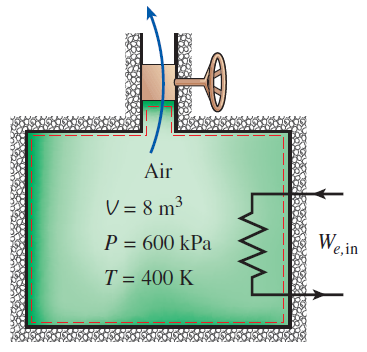 Air
V = 8 m³
P = 600 kPa
T = 400 K
We,in